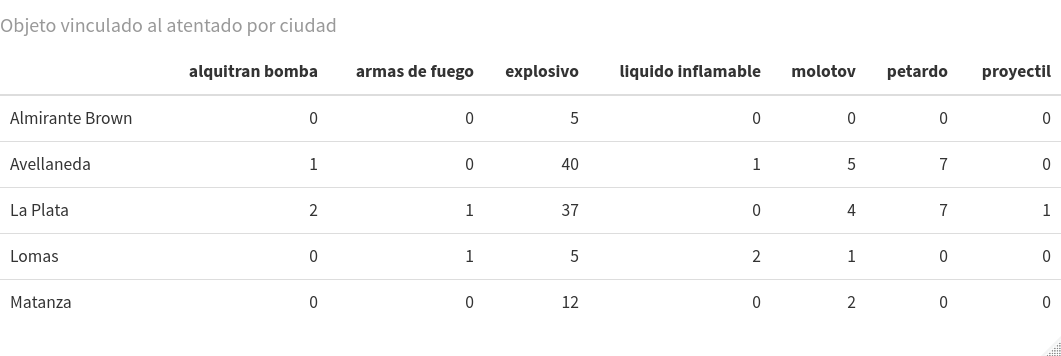 Objeto vinculado al atentado por ciudad
alquitran bomba armas de fuego explosivo liquido inflamable molotov petardo proyectil
Almirante Brown 0 0 5 0 0 0 0
Avellaneda 1 0 40 1 5 7 0
La Plata 2 1 37 0 4 7 1
Lomas 0 1 5 2 1 0 0
Matanza 0 0 12 0 2 0 0